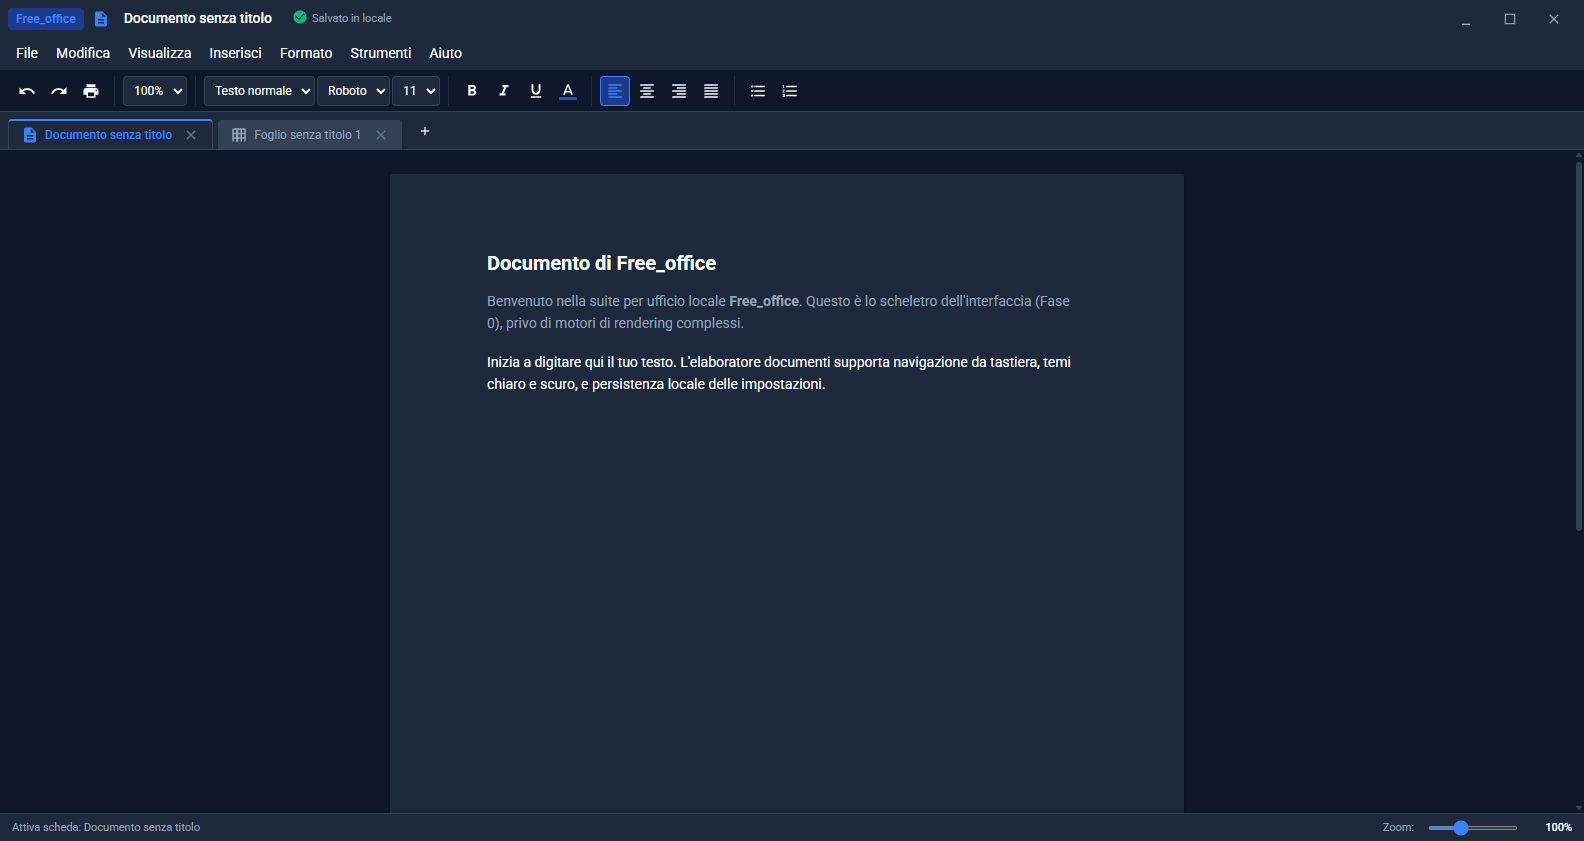 Free_office Documento senza titolo Salvato in locale
File Modifica Visualizza Inserisci Formato Strumenti Aiuto
100% Testo normale Roboto 11 B I U A
Documento senza titolo Foglio senza titolo 1 +
Documento di Free_office
Benvenuto nella suite per ufficio locale Free_office. Questo è lo scheletro dell'interfaccia (Fase
0), privo di motori di rendering complessi.
Inizia a digitare qui il tuo testo. L'elaboratore documenti supporta navigazione da tastiera, temi
chiaro e scuro, e persistenza locale delle impostazioni.
Attiva scheda: Documento senza titolo Zoom: 100%